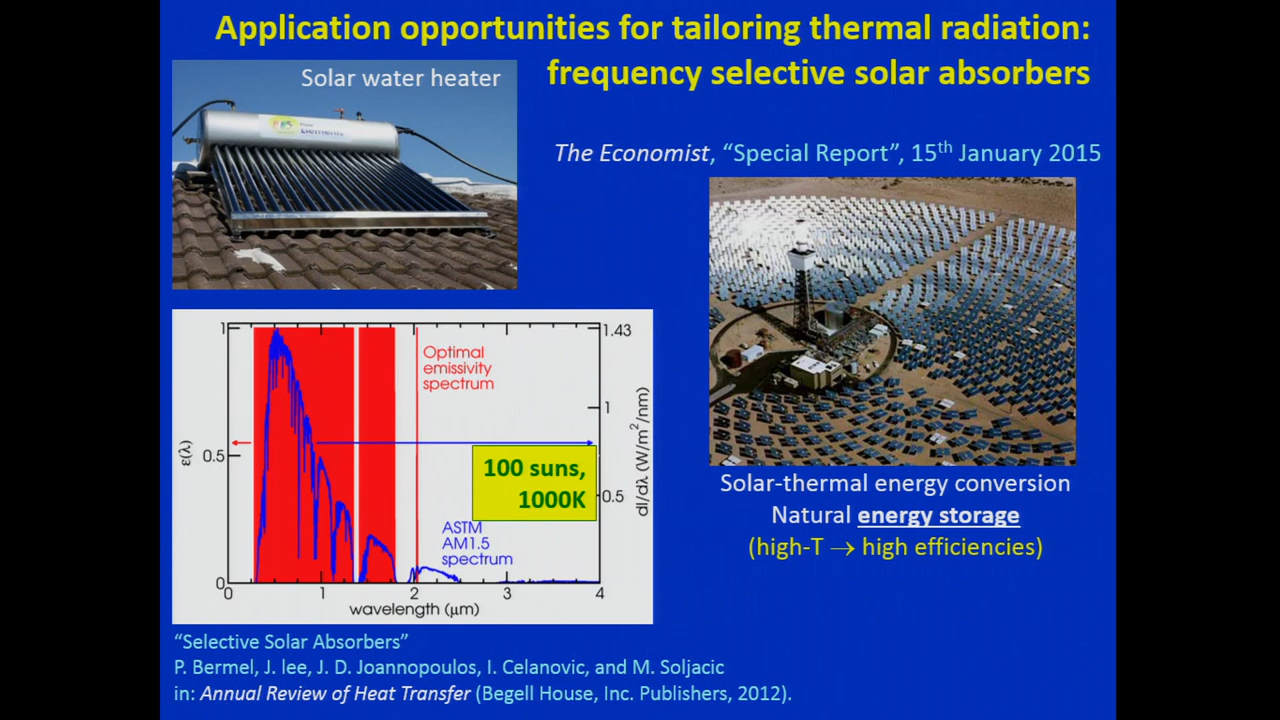 Application opportunities for tailoring thermal radiation:
frequency selective solar absorbers
Solar water heater
The Economist, “Special Report”, 15th January 2015
1
0.5
0
0
1
2
3
4
1.43
1
0.5
ε(λ)
dI/dλ (W/m²/nm)
wavelength (μm)
Optimal
emissivity
spectrum
100 suns,
1000K
ASTM
AM1.5
spectrum
Solar-thermal energy conversion
Natural energy storage
(high-T → high efficiencies)
“Selective Solar Absorbers”
P. Bermel, J. lee, J. D. Joannopoulos, I. Celanovic, and M. Soljacic
in: Annual Review of Heat Transfer (Begell House, Inc. Publishers, 2012).